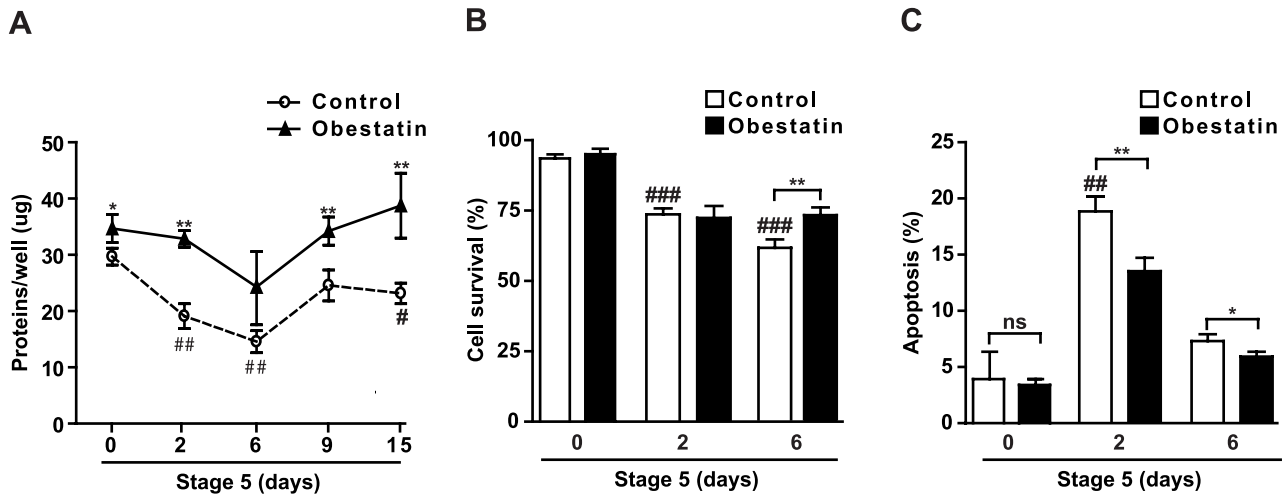 A
Control
Obestatin
Proteins/well (ug)
50
40
30
20
10
0
*
**
**
**
##
##
#
0 2 6 9 15
Stage 5 (days)
B
Control
Obestatin
Cell survival (%)
100
75
50
25
0
###
###
**
0 2 6
Stage 5 (days)
C
Control
Obestatin
Apoptosis (%)
25
20
15
10
5
0
ns
##
**
*
0 2 6
Stage 5 (days)